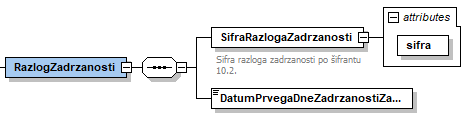 attributes
SifraRazlogaZadrzanosti
sifra
RazlogZadrzanosti
Sifra razloga zadrzanosti po šifrantu
10.2.
DatumPrvegaDneZadrzanostiZa...